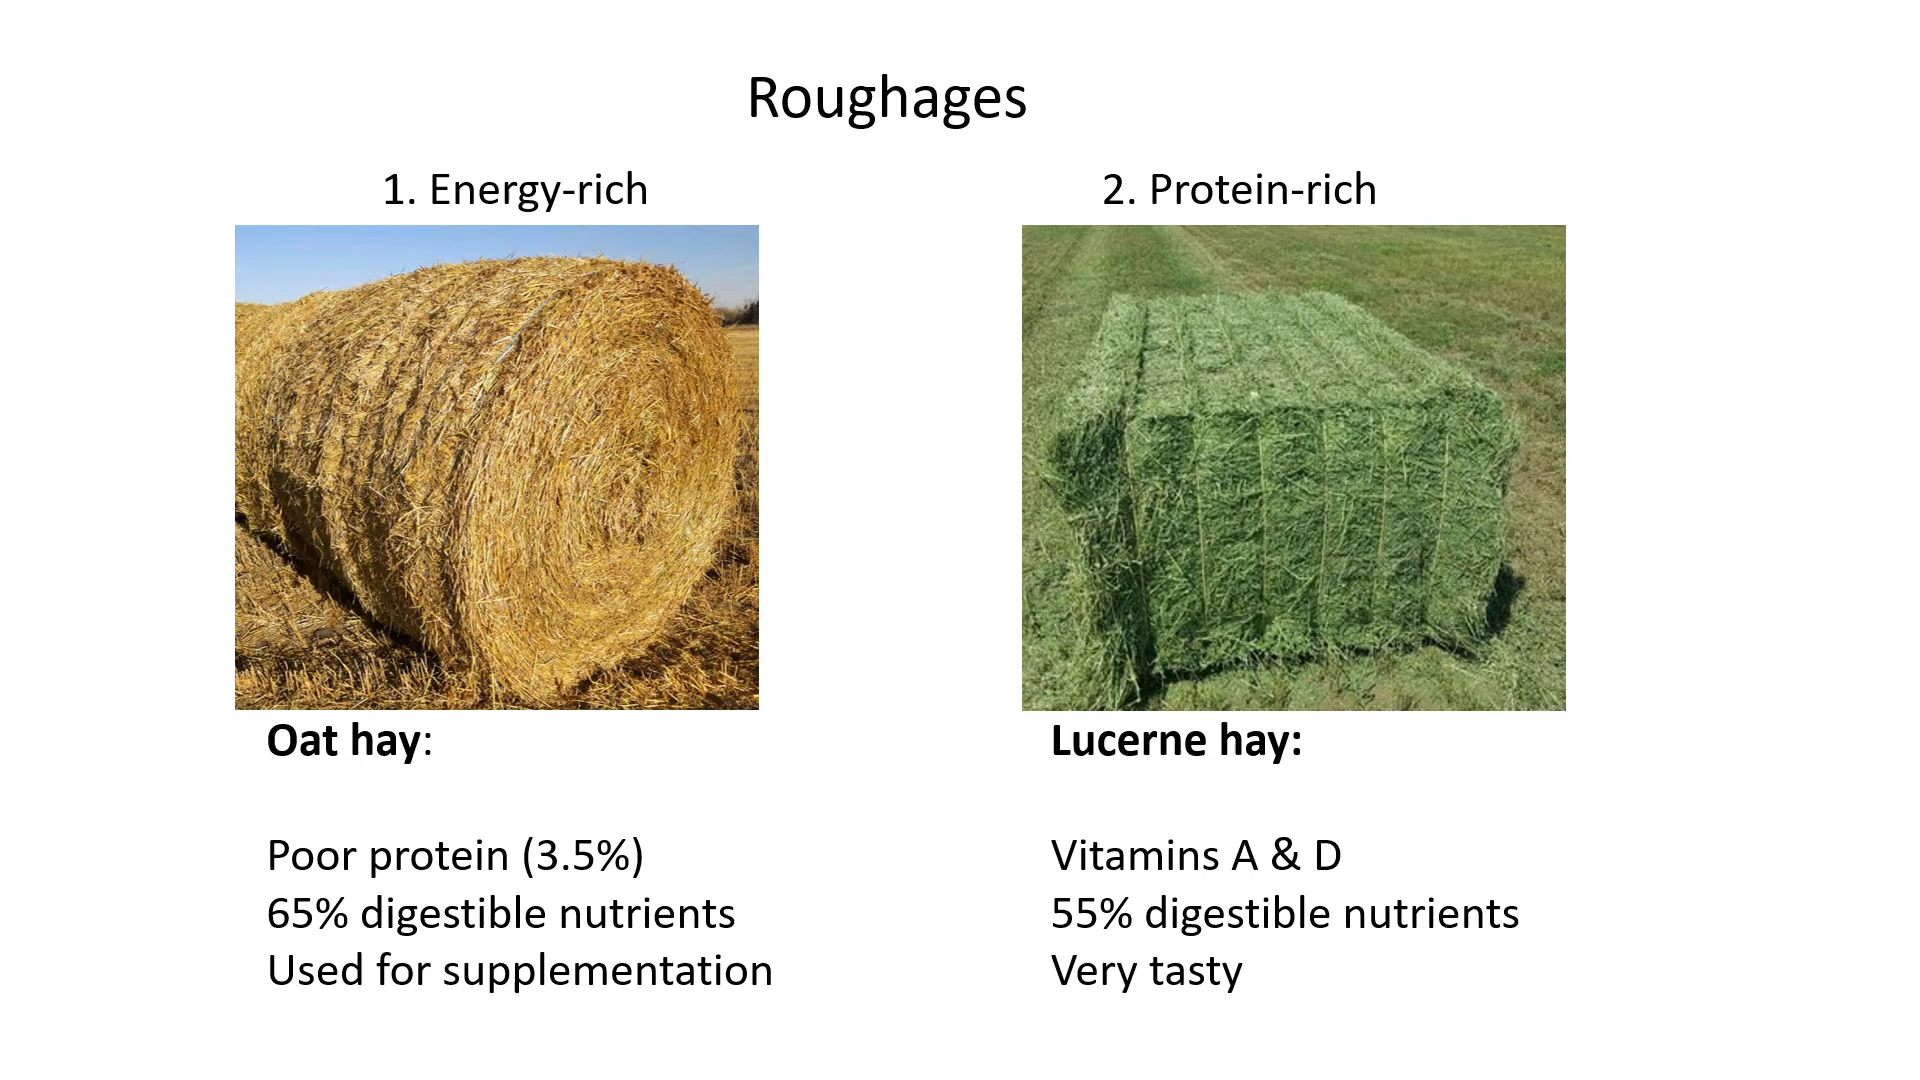 Roughages
1. Energy-rich
2. Protein-rich
Oat hay:
Poor protein (3.5%)
65% digestible nutrients
Used for supplementation
Lucerne hay:
Vitamins A & D
55% digestible nutrients
Very tasty